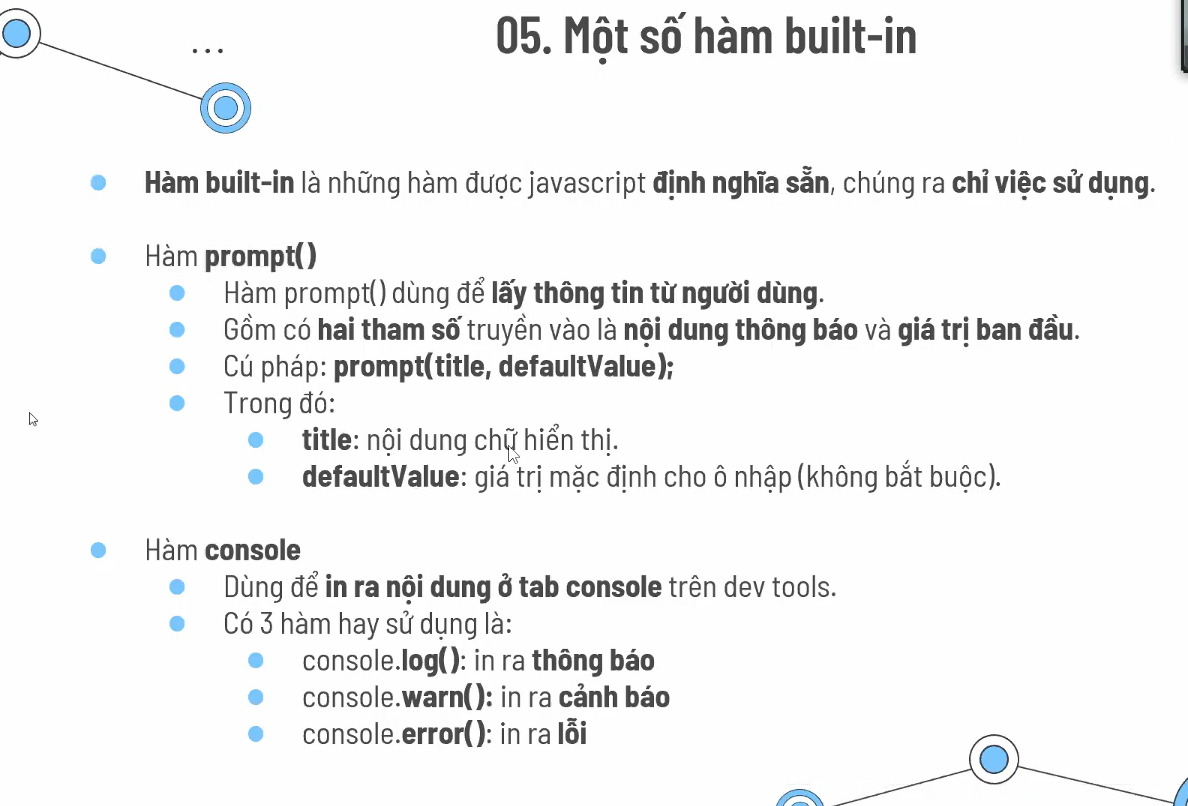 ...
05. Một số hàm built-in
Hàm built-in là những hàm được javascript định nghĩa sẵn, chúng ra chỉ việc sử dụng.
Hàm prompt()
Hàm prompt() dùng để lấy thông tin từ người dùng.
Gồm có hai tham số truyền vào là nội dung thông báo và giá trị ban đầu.
Cú pháp: prompt(title, defaultValue);
Trong đó:
title: nội dung chữ hiển thị.
defaultValue: giá trị mặc định cho ô nhập (không bắt buộc).
Hàm console
Dùng để in ra nội dung ở tab console trên dev tools.
Có 3 hàm hay sử dụng là:
console.log(): in ra thông báo
console.warn(): in ra cảnh báo
console.error(): in ra lỗi